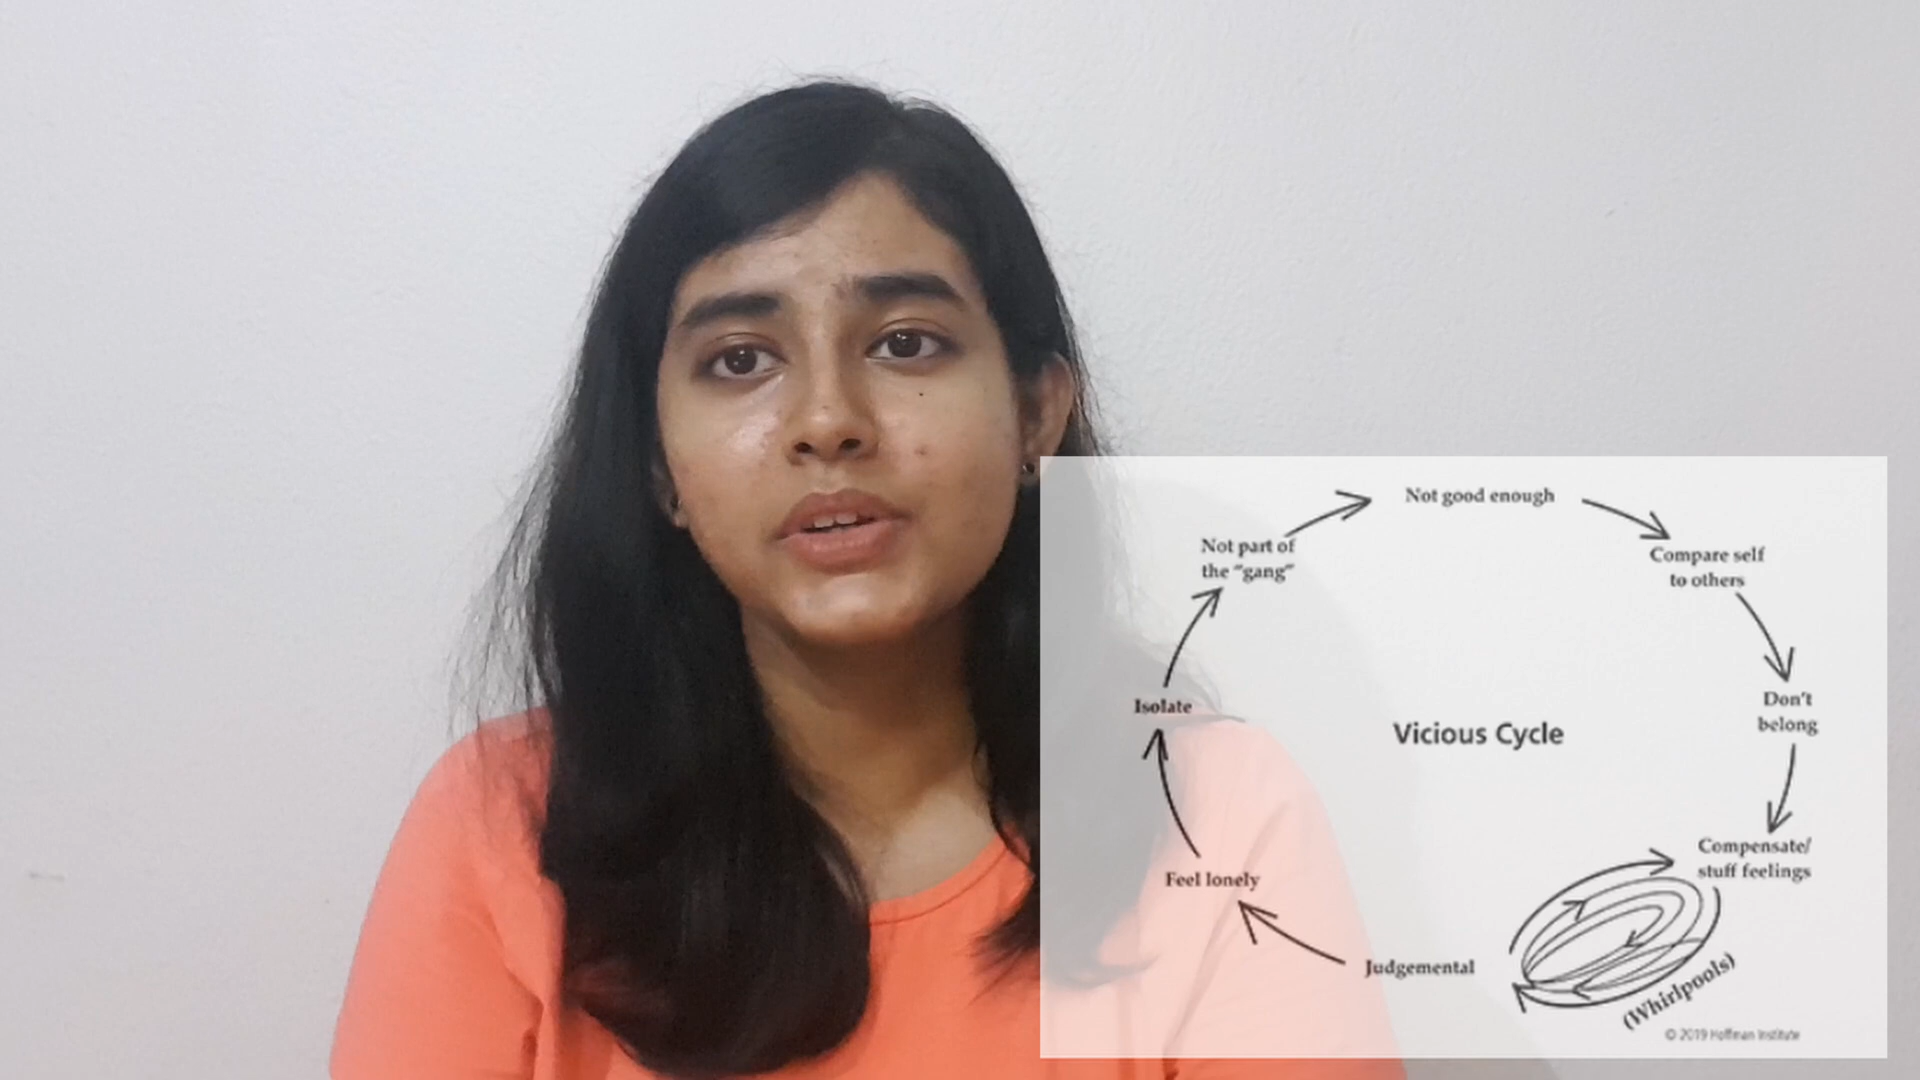 Not good enough
Compare self
to others
Don't
belong
Compensate/
stuff feelings
(Whirlpools)
Judgemental
Feel lonely
Isolate
Not part of
the “gang”
Vicious Cycle
© 2019 Hoffman Institute